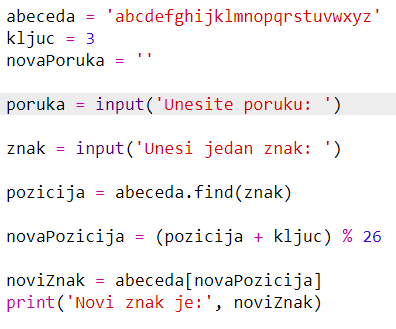 abeceda = 'abcdefghijklmnopqrstuvwxyz'
kljuc = 3
novaPoruka = ''
poruka = input('Unesite poruku: ')
znak = input('Unesi jedan znak: ')
pozicija = abeceda.find(znak)
novaPozicija = (pozicija + kljuc) % 26
noviZnak = abeceda[novaPozicija]
print('Novi znak je:', noviZnak)